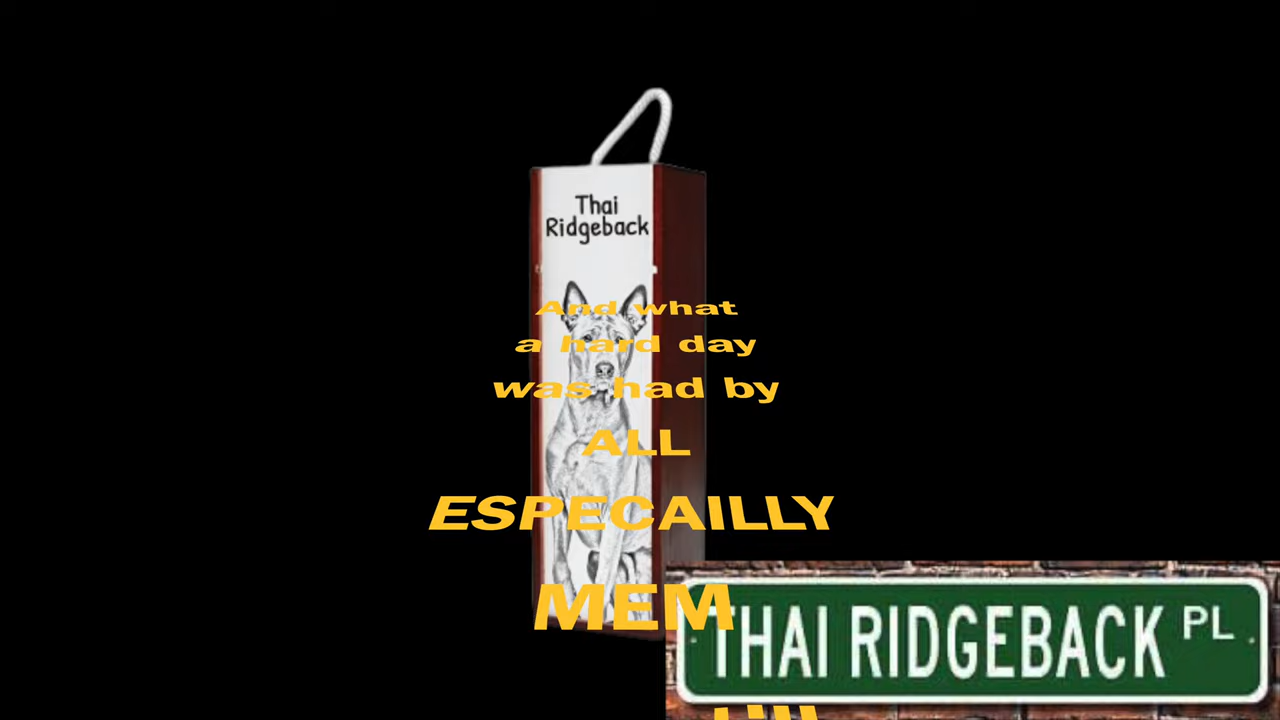 Thai
Ridgeback
And what
a hard day
was had by
ALL
ESPECAILLY
MEM
THAI RIDGEBACK PL